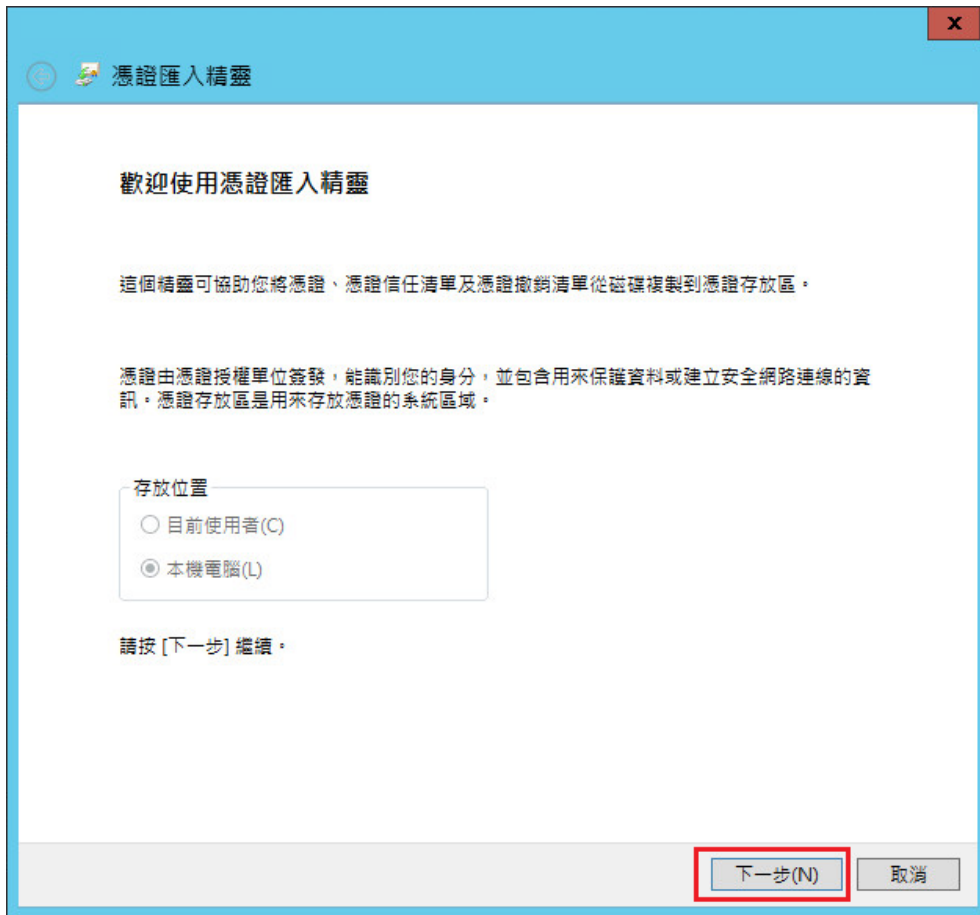 x
憑證匯入精靈
歡迎使用憑證匯入精靈
這個精靈可協助您將憑證、憑證信任清單及憑證撤銷清單從磁碟複製到憑證存放區。
憑證由憑證授權單位簽發，能識別您的身分，並包含用來保護資料或建立安全網路連線的資
訊。憑證存放區是用來存放憑證的系統區域。
存放位置
目前使用者(C)
本機電腦(L)
請按 [下一步] 繼續。
下一步(N)
取消